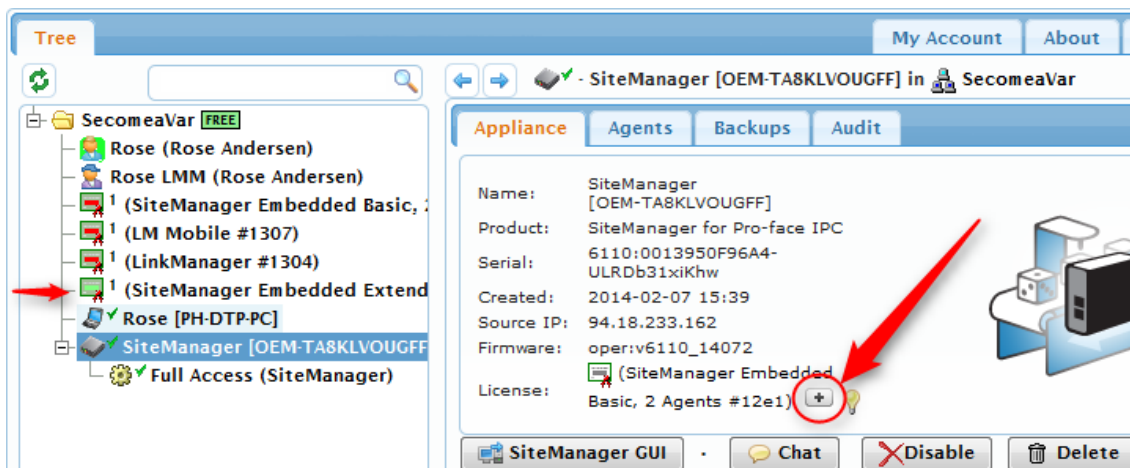 Tree
My Account
About
- SiteManager [OEM-TA8KLVOUGFF] in SecomeaVar
SecomeaVar FREE
Rose (Rose Andersen)
Rose LMM (Rose Andersen)
1 (SiteManager Embedded Basic, 2
1 (LM Mobile #1307)
1 (LinkManager #1304)
1 (SiteManager Embedded Extend
Rose [PH-DTP-PC]
SiteManager [OEM-TA8KLVOUGFF
Full Access (SiteManager)
Appliance
Agents
Backups
Audit
Name: SiteManager
[OEM-TA8KLVOUGFF]
Product: SiteManager for Pro-face IPC
Serial: 6110:0013950F96A4-
ULRDb31xiKhw
Created: 2014-02-07 15:39
Source IP: 94.18.233.162
Firmware: oper:v6110_14072
License: (SiteManager Embedded
Basic, 2 Agents #12e1) +
SiteManager GUI
·
Chat
Disable
Delete